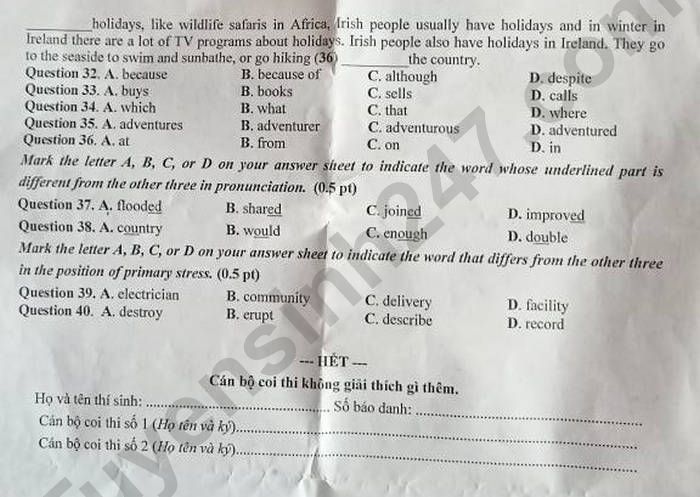 ________ holidays, like wildlife safaris in Africa, Irish people usually have holidays and in winter in
Ireland there are a lot of TV programs about holidays. Irish people also have holidays in Ireland. They go
to the seaside to swim and sunbathe, or go hiking (36) ________ the country.
Question 32. A. because B. because of C. although D. despite
Question 33. A. buys B. books C. sells D. calls
Question 34. A. which B. what C. that D. where
Question 35. A. adventures B. adventurer C. adventurous D. adventured
Question 36. A. at B. from C. on D. in
Mark the letter A, B, C, or D on your answer sheet to indicate the word whose underlined part is
different from the other three in pronunciation. (0.5 pt)
Question 37. A. flooded B. shared C. joined D. improved
Question 38. A. country B. would C. enough D. double
Mark the letter A, B, C, or D on your answer sheet to indicate the word that differs from the other three
in the position of primary stress. (0.5 pt)
Question 39. A. electrician B. community C. delivery D. facility
Question 40. A. destroy B. erupt C. describe D. record
--- HẾT ---
Cán bộ coi thi không giải thích gì thêm.
Họ và tên thí sinh: ........................................ Số báo danh: ........................................
Cán bộ coi thi số 1 (Họ tên và ký)........................................
Cán bộ coi thi số 2 (Họ tên và ký)........................................
Tuyensinh247.com